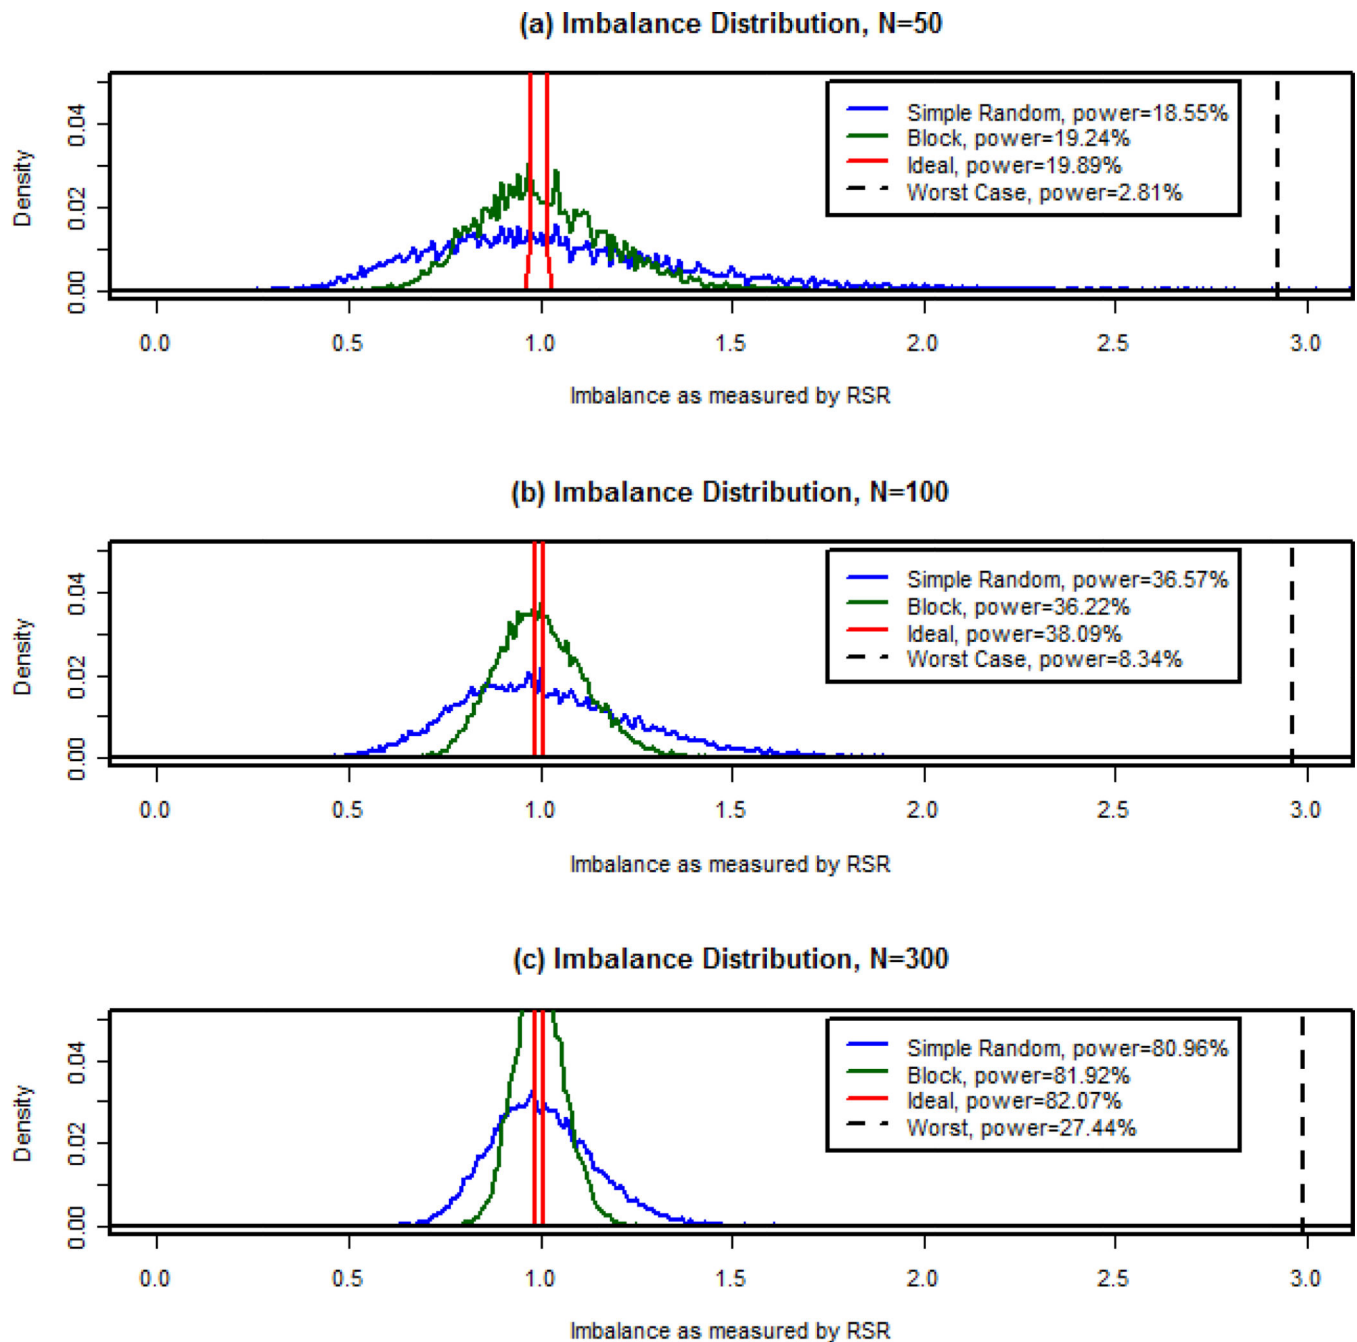 (a) Imbalance Distribution, N=50
Density
0.00
0.02
0.04
Simple Random, power=18.55%
Block, power=19.24%
Ideal, power=19.89%
Worst Case, power=2.81%
0.0 0.5 1.0 1.5 2.0 2.5 3.0
Imbalance as measured by RSR
(b) Imbalance Distribution, N=100
Density
0.00
0.02
0.04
Simple Random, power=36.57%
Block, power=36.22%
Ideal, power=38.09%
Worst Case, power=8.34%
0.0 0.5 1.0 1.5 2.0 2.5 3.0
Imbalance as measured by RSR
(c) Imbalance Distribution, N=300
Density
0.00
0.02
0.04
Simple Random, power=80.96%
Block, power=81.92%
Ideal, power=82.07%
Worst, power=27.44%
0.0 0.5 1.0 1.5 2.0 2.5 3.0
Imbalance as measured by RSR